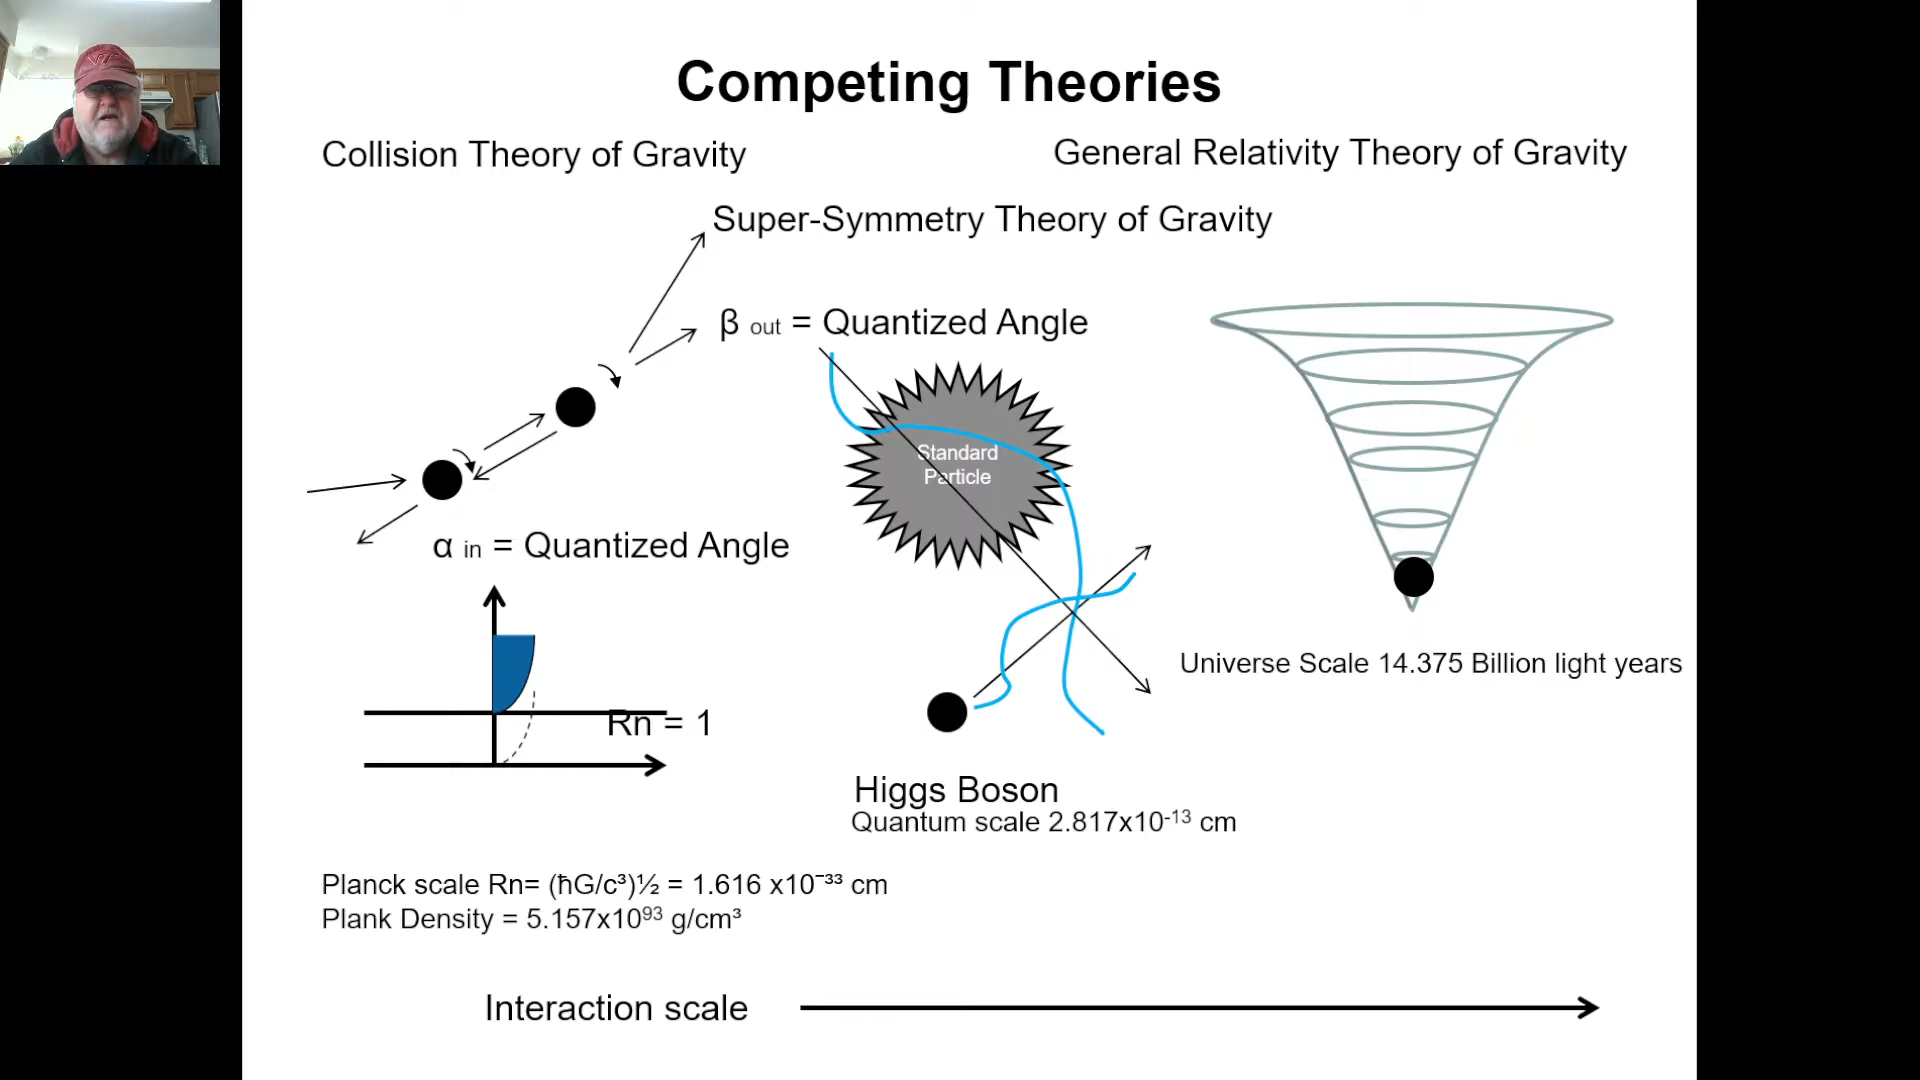 Competing Theories
Collision Theory of Gravity
General Relativity Theory of Gravity
Super-Symmetry Theory of Gravity
β out = Quantized Angle
Standard
Particle
α in = Quantized Angle
Universe Scale 14.375 Billion light years
Rn = 1
Higgs Boson
Quantum scale 2.817x10⁻¹³ cm
Planck scale Rn= (ħG/c³)½ = 1.616 x10⁻³³ cm
Plank Density = 5.157x10⁹³ g/cm³
Interaction scale